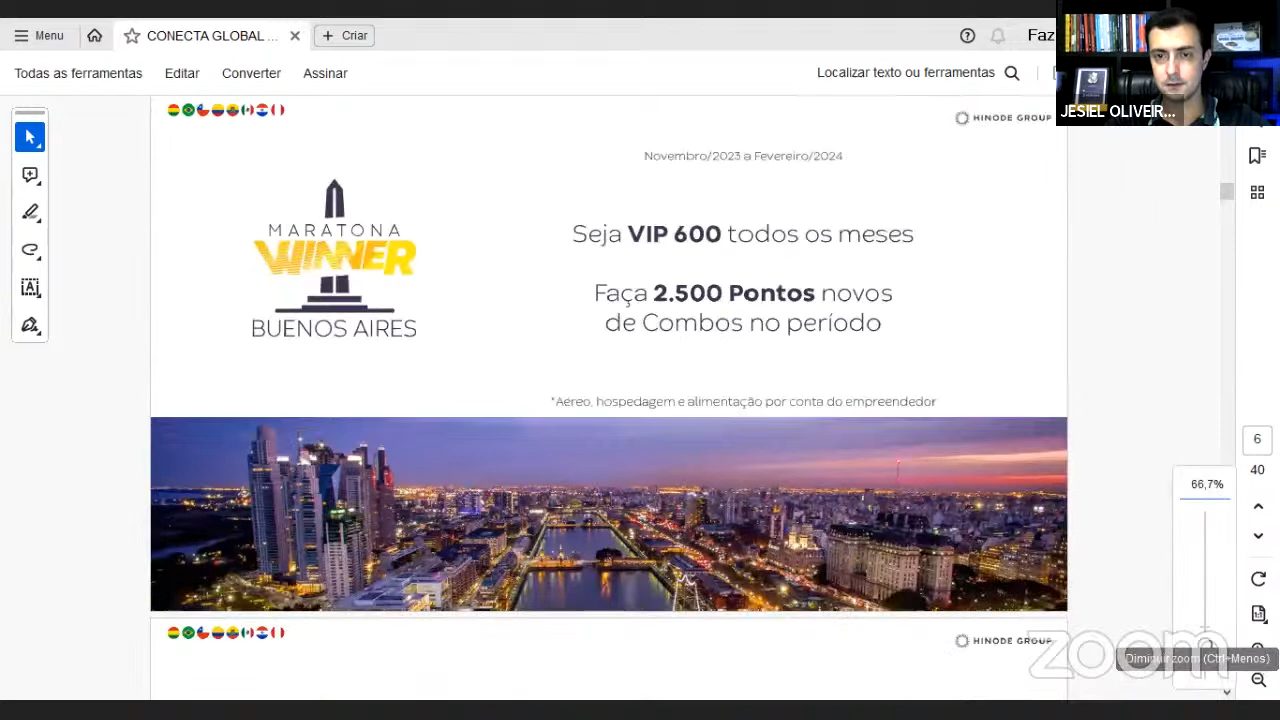 Menu
CONECTA GLOBAL ...
Criar
Faz
Todas as ferramentas
Editar
Converter
Assinar
Localizar texto ou ferramentas
JESIEL OLIVEIR...
HINODE GROUP
Novembro/2023 a Fevereiro/2024
MARATONA
WINNER
BUENOS AIRES
Seja VIP 600 todos os meses
Faça 2.500 Pontos novos
de Combos no período
*Aéreo, hospedagem e alimentação por conta do empreendedor
6
40
66,7%
HINODE GROUP
zoom
Diminuir zoom (Ctrl+Menos)